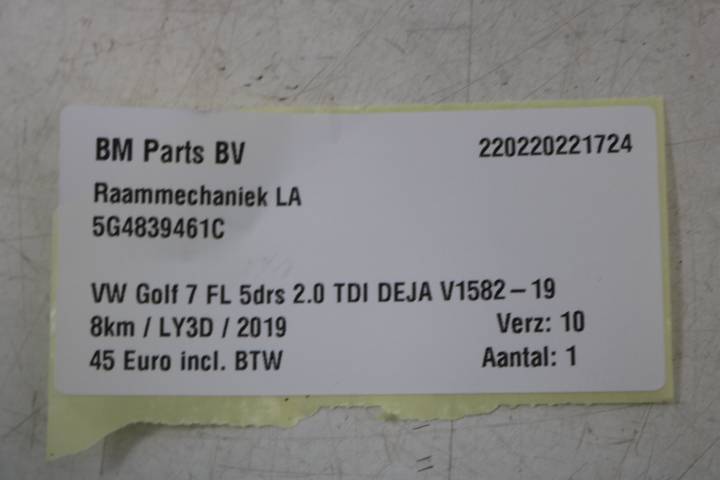 BM Parts BV 220220221724
Raammechaniek LA
5G4839461C
VW Golf 7 FL 5drs 2.0 TDI DEJA V1582-19
8km / LY3D / 2019 Verz: 10
45 Euro incl. BTW Aantal: 1